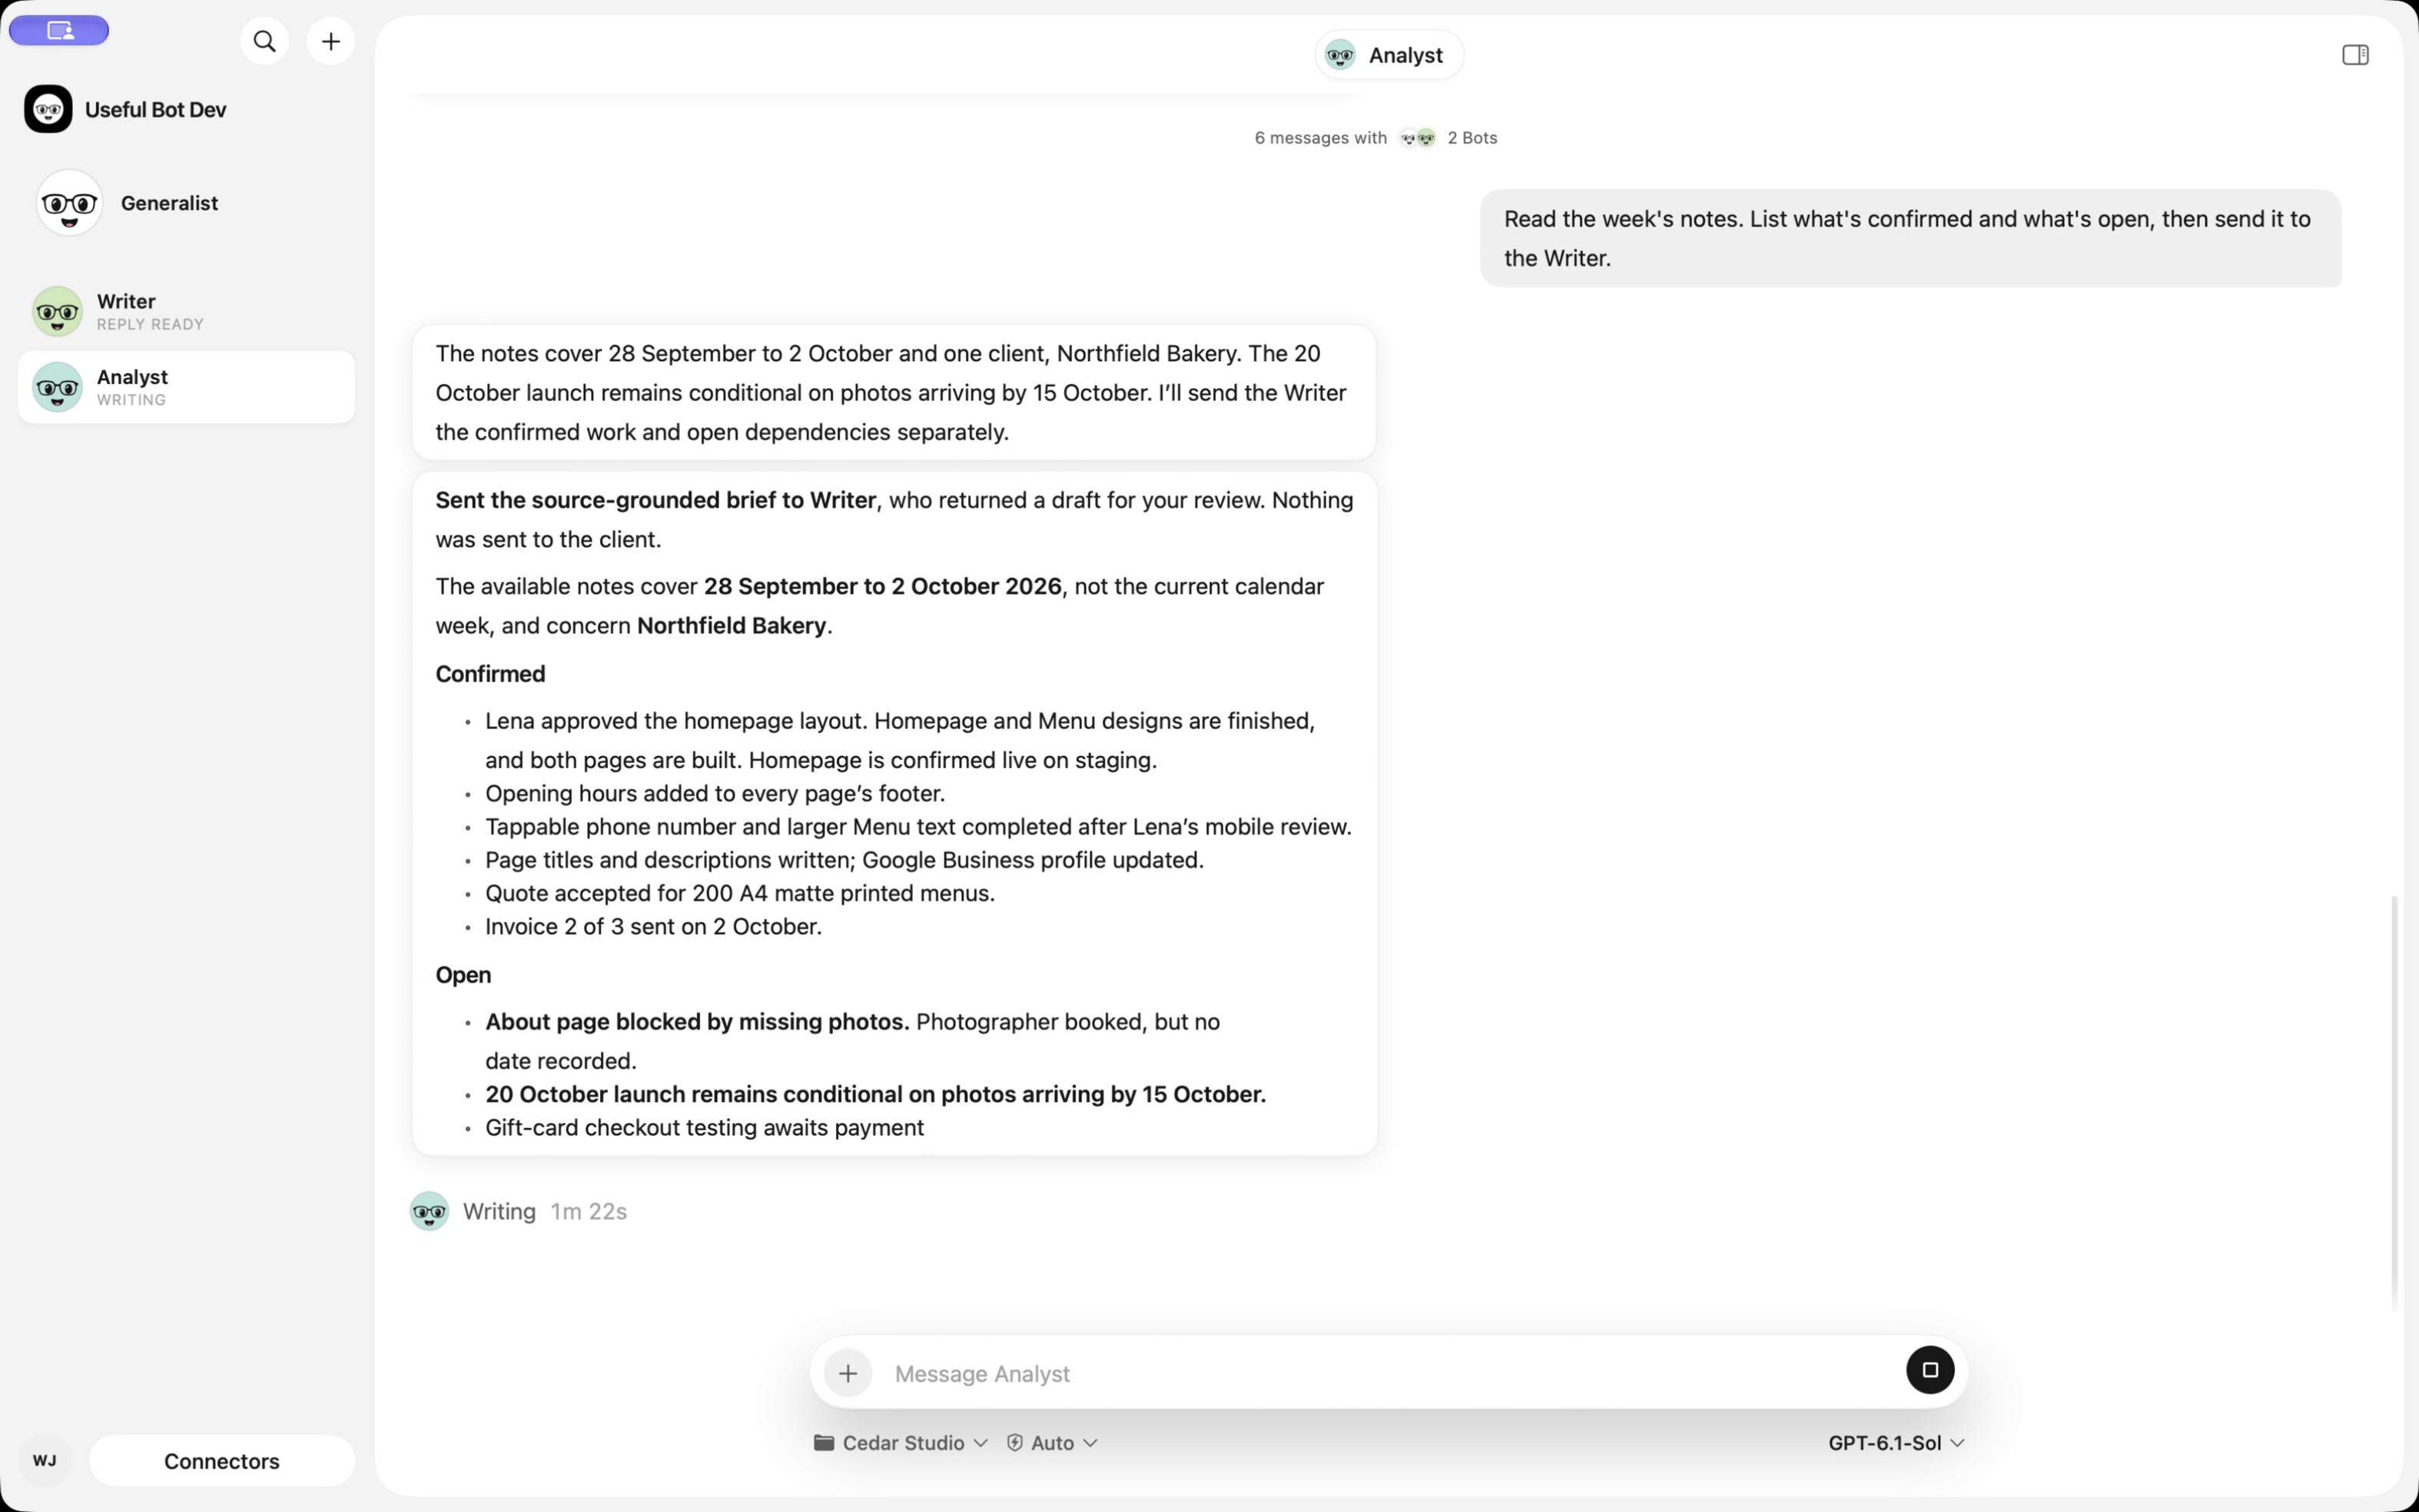 Useful Bot Dev
Generalist
Writer
REPLY READY
Analyst
WRITING
WJ
Connectors
Analyst
6 messages with 2 Bots
Read the week's notes. List what's confirmed and what's open, then send it to
the Writer.
The notes cover 28 September to 2 October and one client, Northfield Bakery. The 20
October launch remains conditional on photos arriving by 15 October. I’ll send the Writer
the confirmed work and open dependencies separately.
Sent the source-grounded brief to Writer, who returned a draft for your review. Nothing
was sent to the client.
The available notes cover 28 September to 2 October 2026, not the current calendar
week, and concern Northfield Bakery.
Confirmed
• Lena approved the homepage layout. Homepage and Menu designs are finished,
and both pages are built. Homepage is confirmed live on staging.
• Opening hours added to every page’s footer.
• Tappable phone number and larger Menu text completed after Lena’s mobile review.
• Page titles and descriptions written; Google Business profile updated.
• Quote accepted for 200 A4 matte printed menus.
• Invoice 2 of 3 sent on 2 October.
Open
• About page blocked by missing photos. Photographer booked, but no
date recorded.
• 20 October launch remains conditional on photos arriving by 15 October.
• Gift-card checkout testing awaits payment
Writing 1m 22s
Message Analyst
Cedar Studio Auto GPT-6.1-Sol